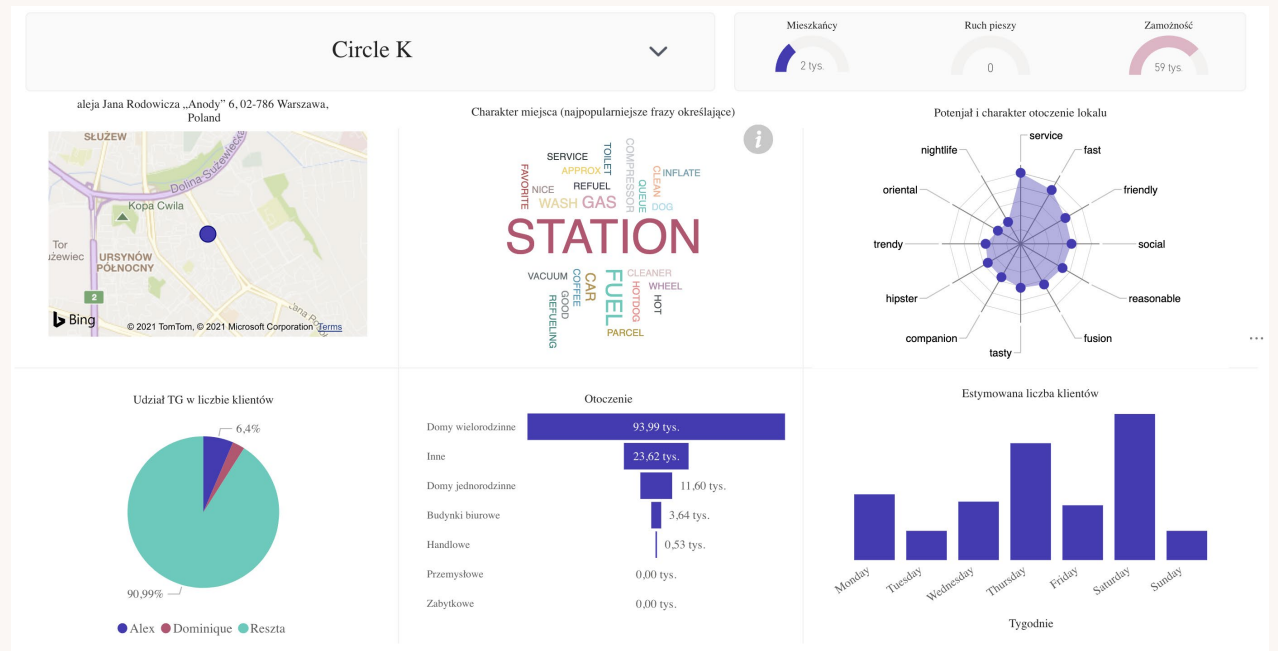 Circle K
Mieszkańcy
2 tys.
Ruch pieszy
0
Zamożność
59 tys.
aleja Jana Rodowicza „Anody” 6, 02-786 Warszawa,
Poland
SŁUŻEW
Dolina Służewiecka
Kopa Cwila
Tor
URSYNÓW
PÓŁNOCNY
2
Bing
© 2021 TomTom, © 2021 Microsoft Corporation Terms
Charakter miejsca (najpopularniejsze frazy określające)
i
SERVICE
TOILET
COMPRESSOR
FAVORITE
APPROX
CLEAN
INFLATE
NICE
REFUEL
QUEUE
WASH
GAS
DOG
STATION
VACUUM
COFFEE
CAR
FUEL
CLEANER
HOTDOG
WHEEL
REFUELING
GOOD
HOT
PARCEL
Potenjał i charakter otoczenie lokalu
service
fast
friendly
social
reasonable
fusion
tasty
companion
hipster
trendy
oriental
nightlife
Udział TG w liczbie klientów
6,4%
90,99%
Alex Dominique Reszta
Otoczenie
Domy wielorodzinne 93,99 tys.
Inne 23,62 tys.
Domy jednorodzinne 11,60 tys.
Budynki biurowe 3,64 tys.
Handlowe 0,53 tys.
Przemysłowe 0,00 tys.
Zabytkowe 0,00 tys.
Estymowana liczba klientów
Monday
Tuesday
Wednesday
Thursday
Friday
Saturday
Sunday
Tygodnie